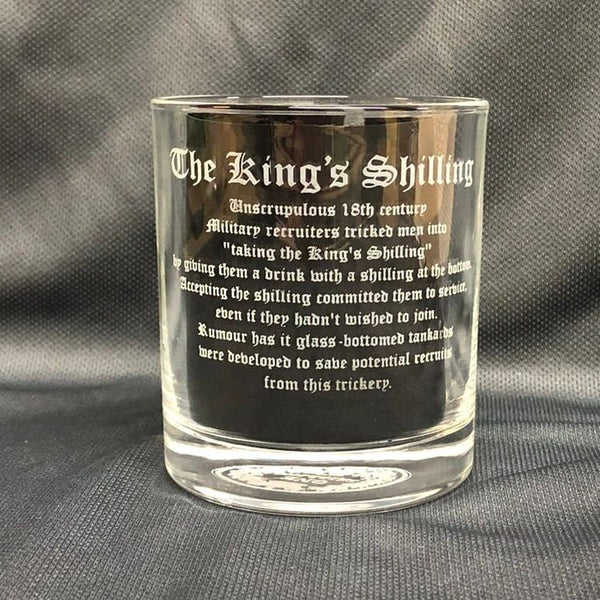 The King's Shilling
Unscrupulous 18th century
Military recruiters tricked men into
"taking the King's Shilling"
by giving them a drink with a shilling at the bottom.
Accepting the shilling committed them to service,
even if they hadn't wished to join.
Rumour has it glass-bottomed tankards
were developed to save potential recruits
from this trickery.